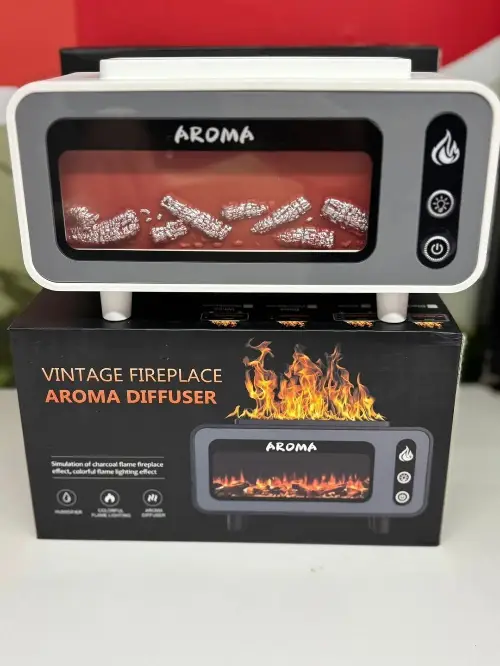 AROMA
VINTAGE FIREPLACE
AROMA DIFFUSER
AROMA
Simulation of charcoal flame fireplace
effect, colorful flame lighting effect
HUMIDIFIER
COLORFUL
FLAME LIGHTING
AROMA
DIFFUSER